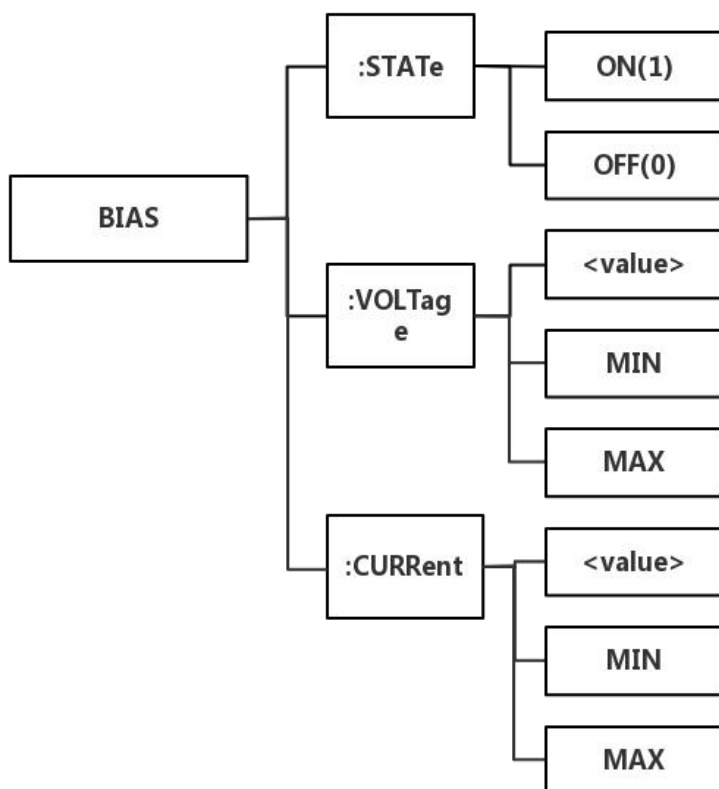 :STATe
ON(1)
OFF(0)
BIAS
:VOLTag
e
<value>
MIN
MAX
:CURRent
<value>
MIN
MAX